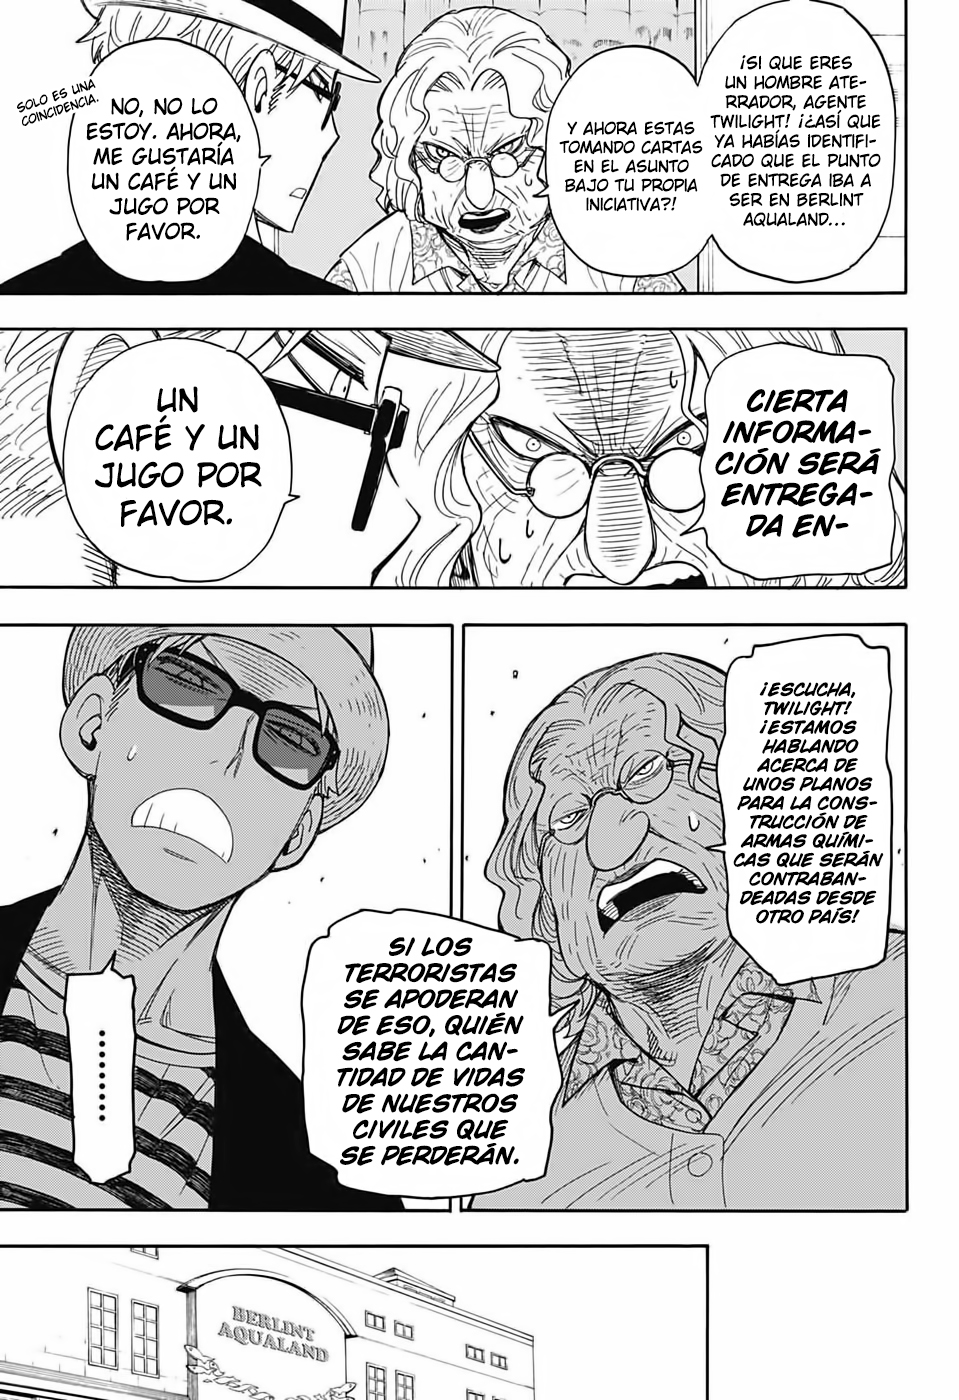 ¡SI QUE ERES
UN HOMBRE ATE-
RRADOR, AGENTE
TWILIGHT! ¡¿ASÍ QUE
YA HABÍAS IDENTIFI-
CADO QUE EL PUNTO
DE ENTREGA IBA A
SER EN BERLINT
AQUALAND...
Y AHORA ESTAS
TOMANDO CARTAS
EN EL ASUNTO
BAJO TU PROPIA
INICIATIVA?!
NO, NO LO
ESTOY. AHORA,
ME GUSTARÍA
UN CAFÉ Y UN
JUGO POR
FAVOR.
SOLO ES UNA
COINCIDENCIA.
CIERTA
INFORMA-
CIÓN SERÁ
ENTREGA-
DA EN-
UN
CAFÉ Y UN
JUGO POR
FAVOR.
¡ESCUCHA,
TWILIGHT!
¡ESTAMOS
HABLANDO
ACERCA DE
UNOS PLANOS
PARA LA CONS-
TRUCCIÓN DE
ARMAS QUÍMI-
CAS QUE SERÁN
CONTRABAN-
DEADAS DESDE
OTRO PAÍS!
SI LOS
TERRORISTAS
SE APODERAN
DE ESO, QUIÉN
SABE LA CAN-
TIDAD DE VIDAS
DE NUESTROS
CIVILES QUE
SE PERDERÁN.
.........
BERLINT
AQUALAND